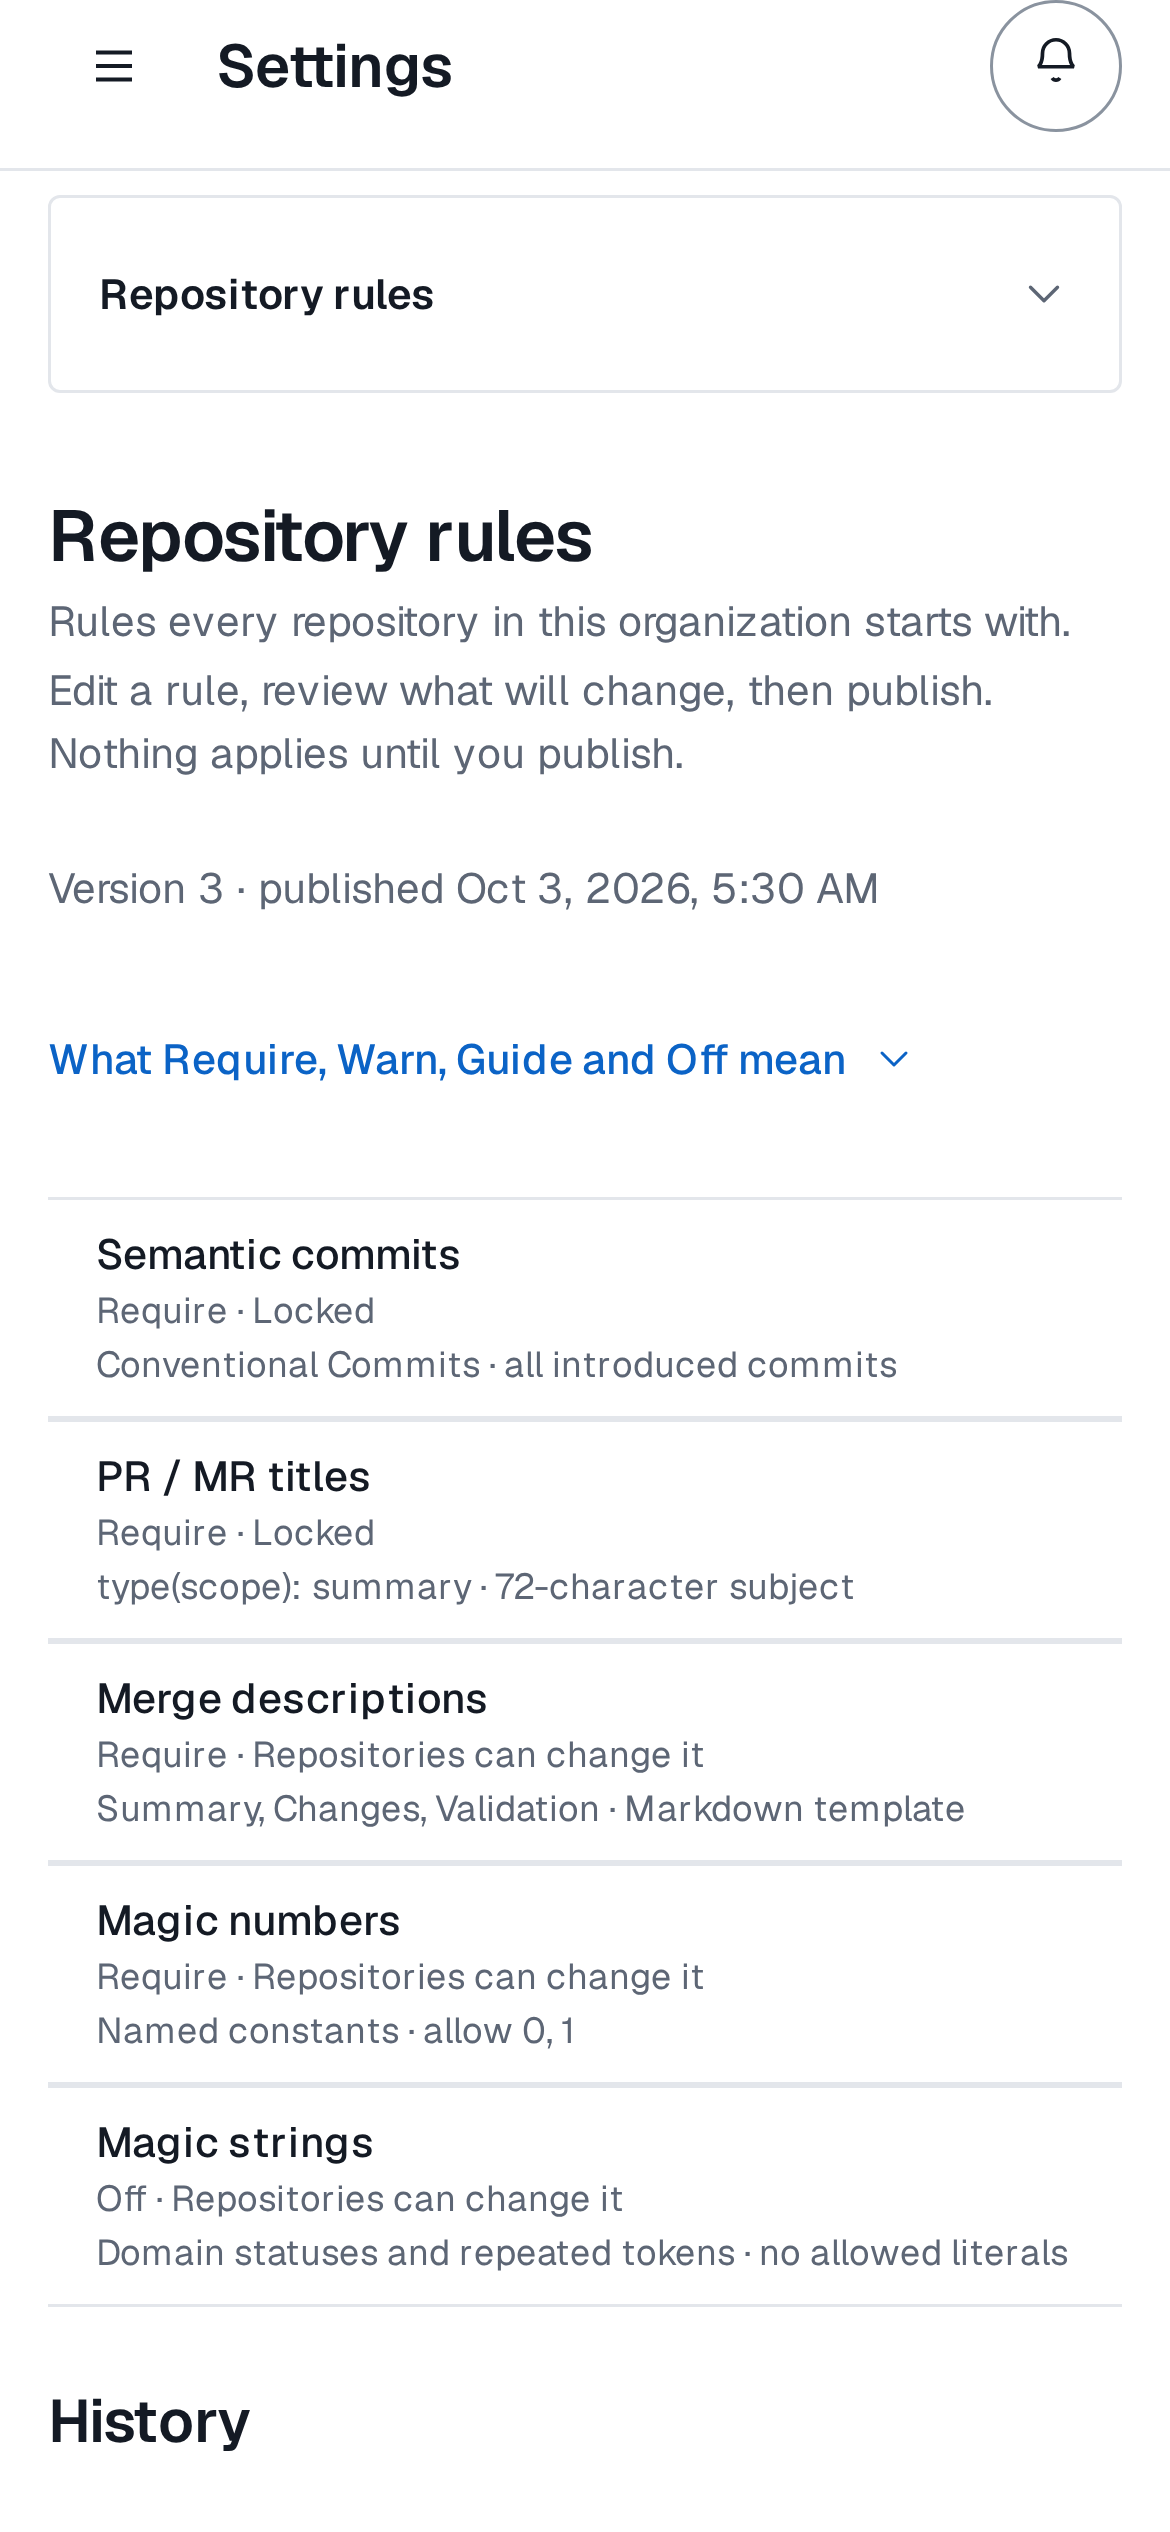 Settings
Repository rules
Repository rules
Rules every repository in this organization starts with.
Edit a rule, review what will change, then publish.
Nothing applies until you publish.
Version 3 · published Oct 3, 2026, 5:30 AM
What Require, Warn, Guide and Off mean
Semantic commits
Require · Locked
Conventional Commits · all introduced commits
PR / MR titles
Require · Locked
type(scope): summary · 72-character subject
Merge descriptions
Require · Repositories can change it
Summary, Changes, Validation · Markdown template
Magic numbers
Require · Repositories can change it
Named constants · allow 0, 1
Magic strings
Off · Repositories can change it
Domain statuses and repeated tokens · no allowed literals
History